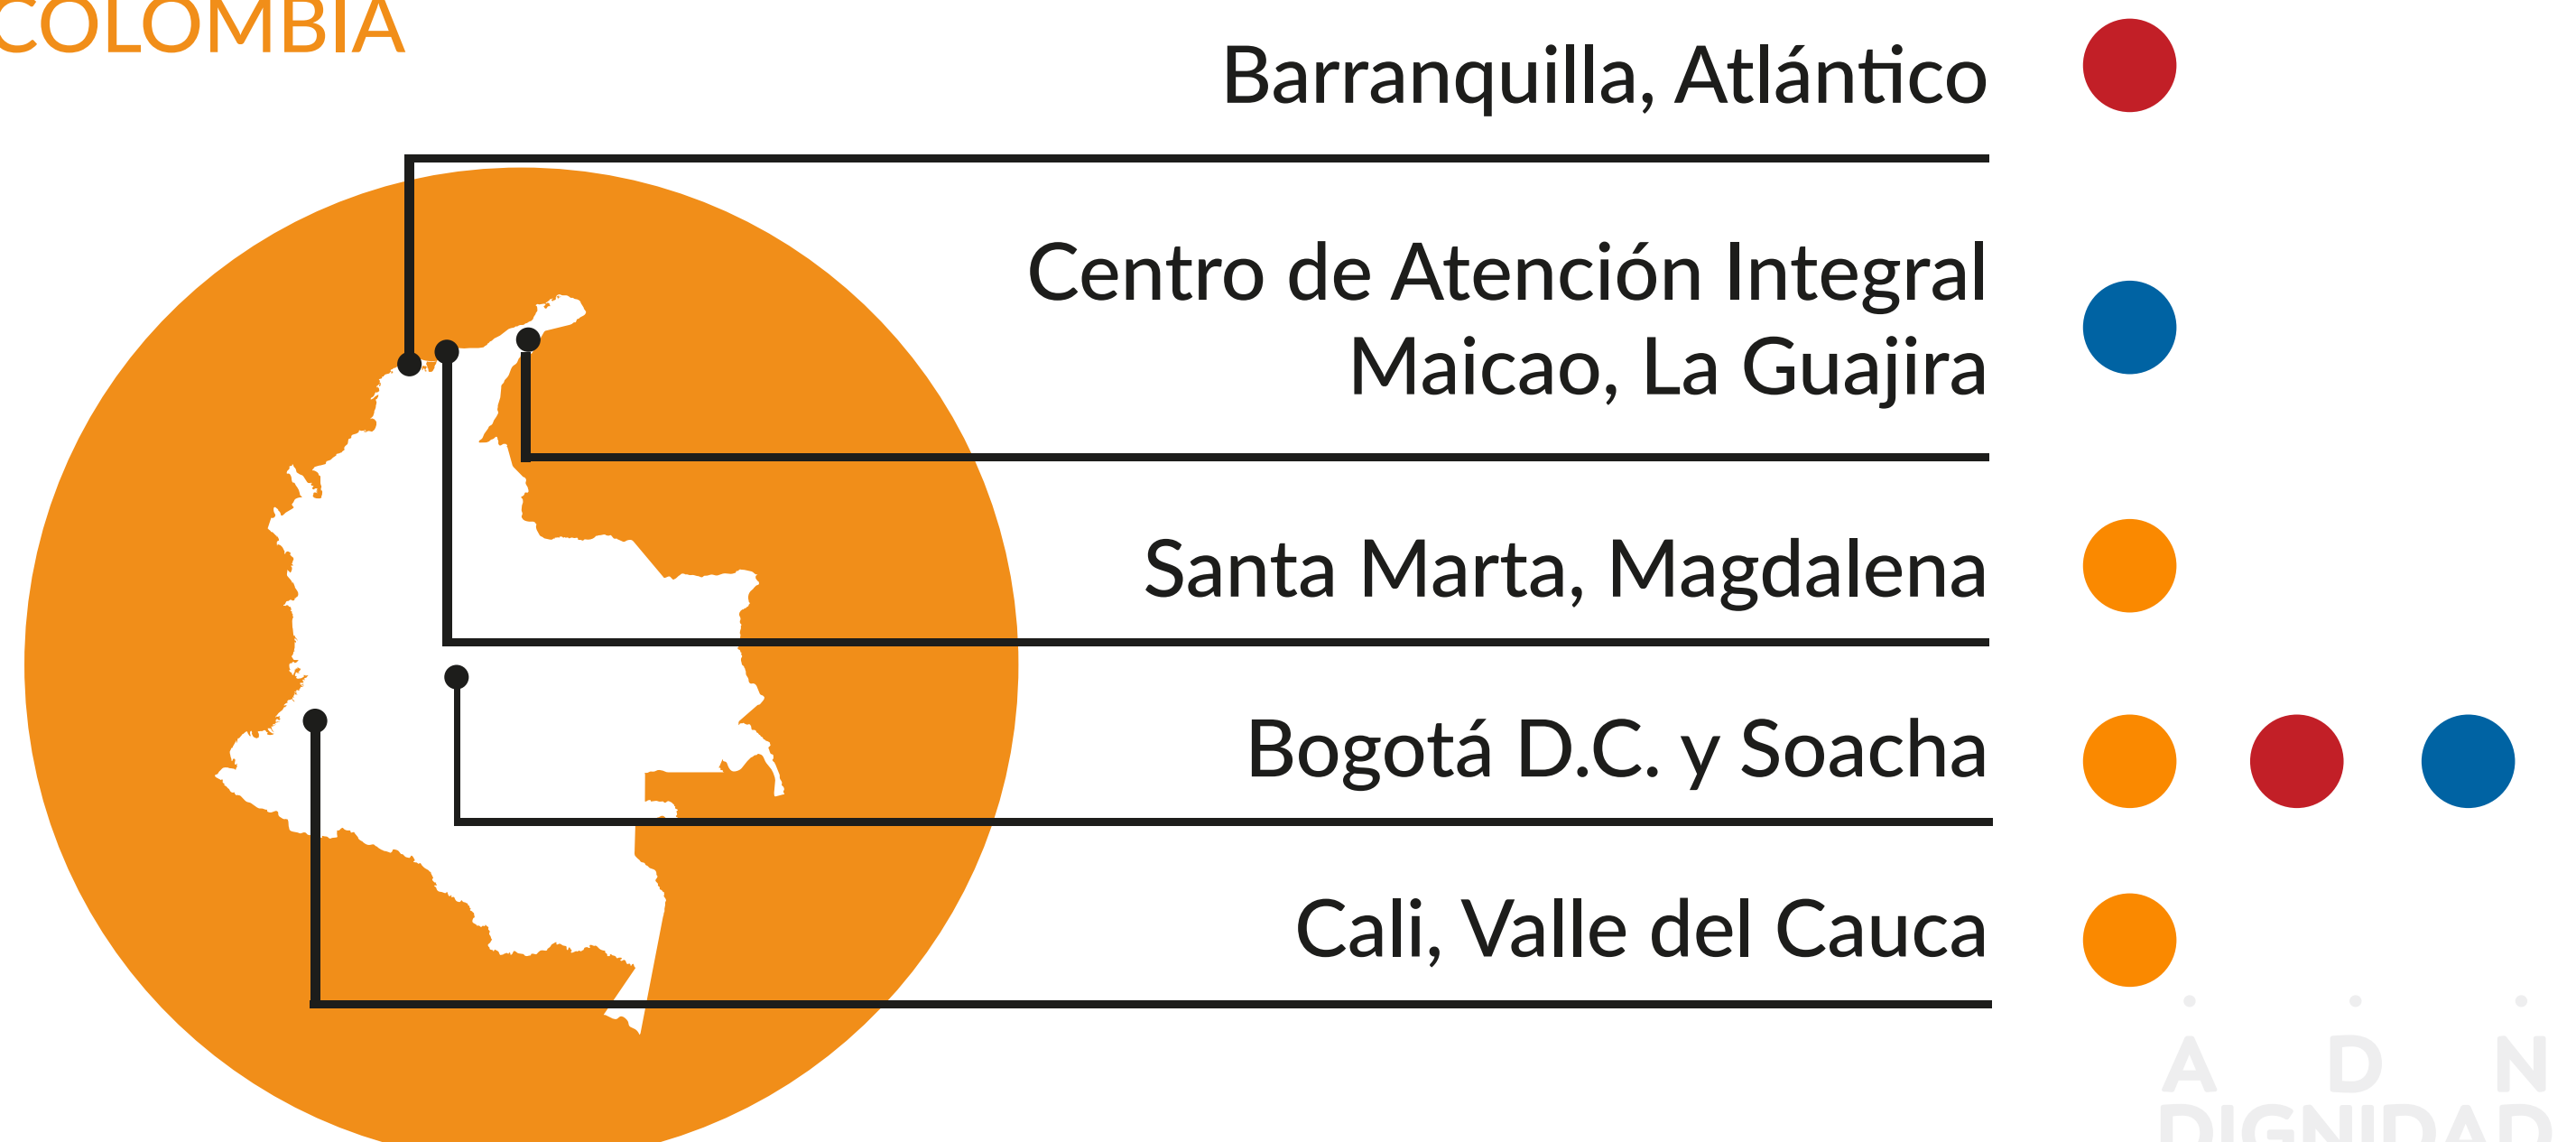 COLOMBIA
Barranquilla, Atlántico
Centro de Atención Integral
Maicao, La Guajira
Santa Marta, Magdalena
Bogotá D.C. y Soacha
Cali, Valle del Cauca
A D N
DIGNIDAD